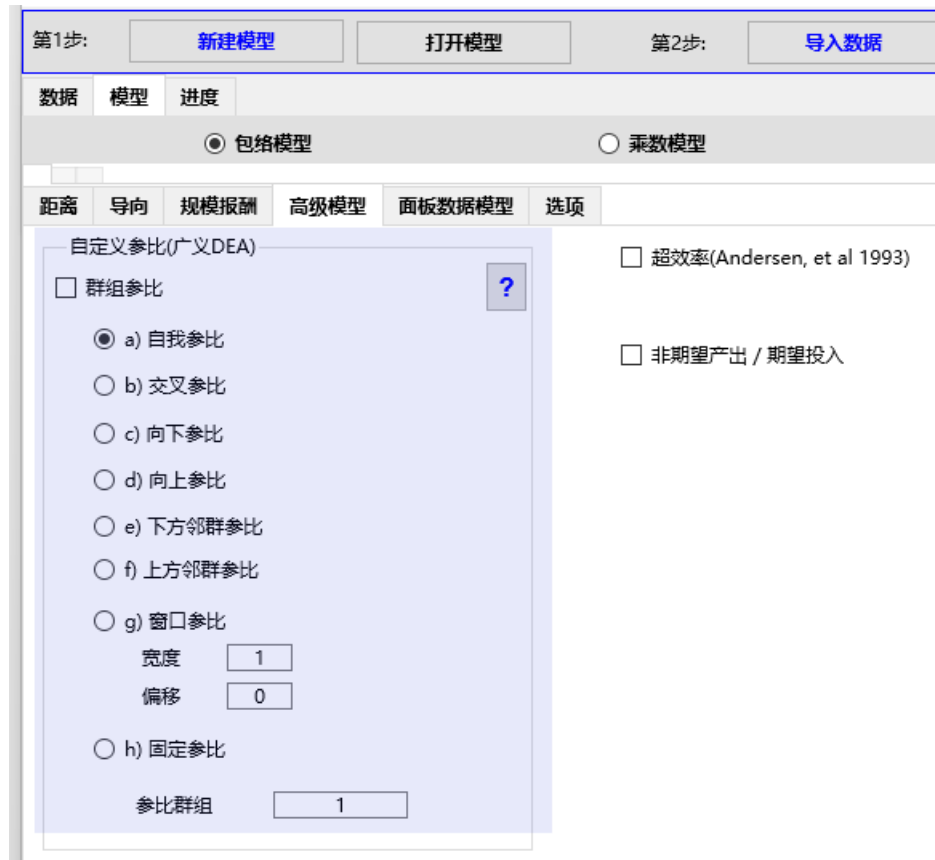 第1步: 新建模型 打开模型 第2步: 导入数据
数据 模型 进度
包络模型 乘数模型
距离 导向 规模报酬 高级模型 面板数据模型 选项
自定义参比(广义DEA)
超效率(Andersen, et al 1993)
群组参比 ?
a) 自我参比
非期望产出 / 期望投入
b) 交叉参比
c) 向下参比
d) 向上参比
e) 下方邻群参比
f) 上方邻群参比
g) 窗口参比
宽度 1
偏移 0
h) 固定参比
参比群组 1